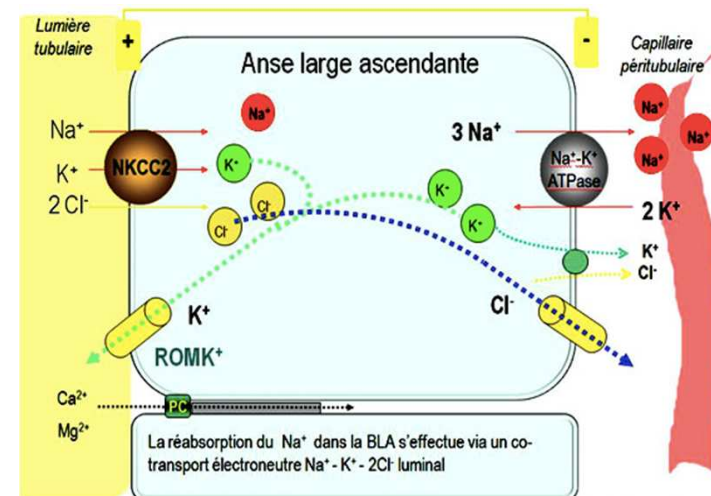 Lumière
tubulaire
+
-
Capillaire
péritubulaire
Anse large ascendante
Na⁺
Na⁺
K⁺
2 Cl⁻
NKCC2
K⁺
Cl⁻
Cl⁻
3 Na⁺
Na⁺-K⁺
ATPase
Na⁺
Na⁺
Na⁺
2 K⁺
K⁺
K⁺
K⁺
Cl⁻
K⁺
ROMK⁺
Cl⁻
Ca²⁺
Mg²⁺
PC
La réabsorption du Na⁺ dans la BLA s'effectue via un co-
transport électroneutre Na⁺ - K⁺ - 2Cl⁻ luminal